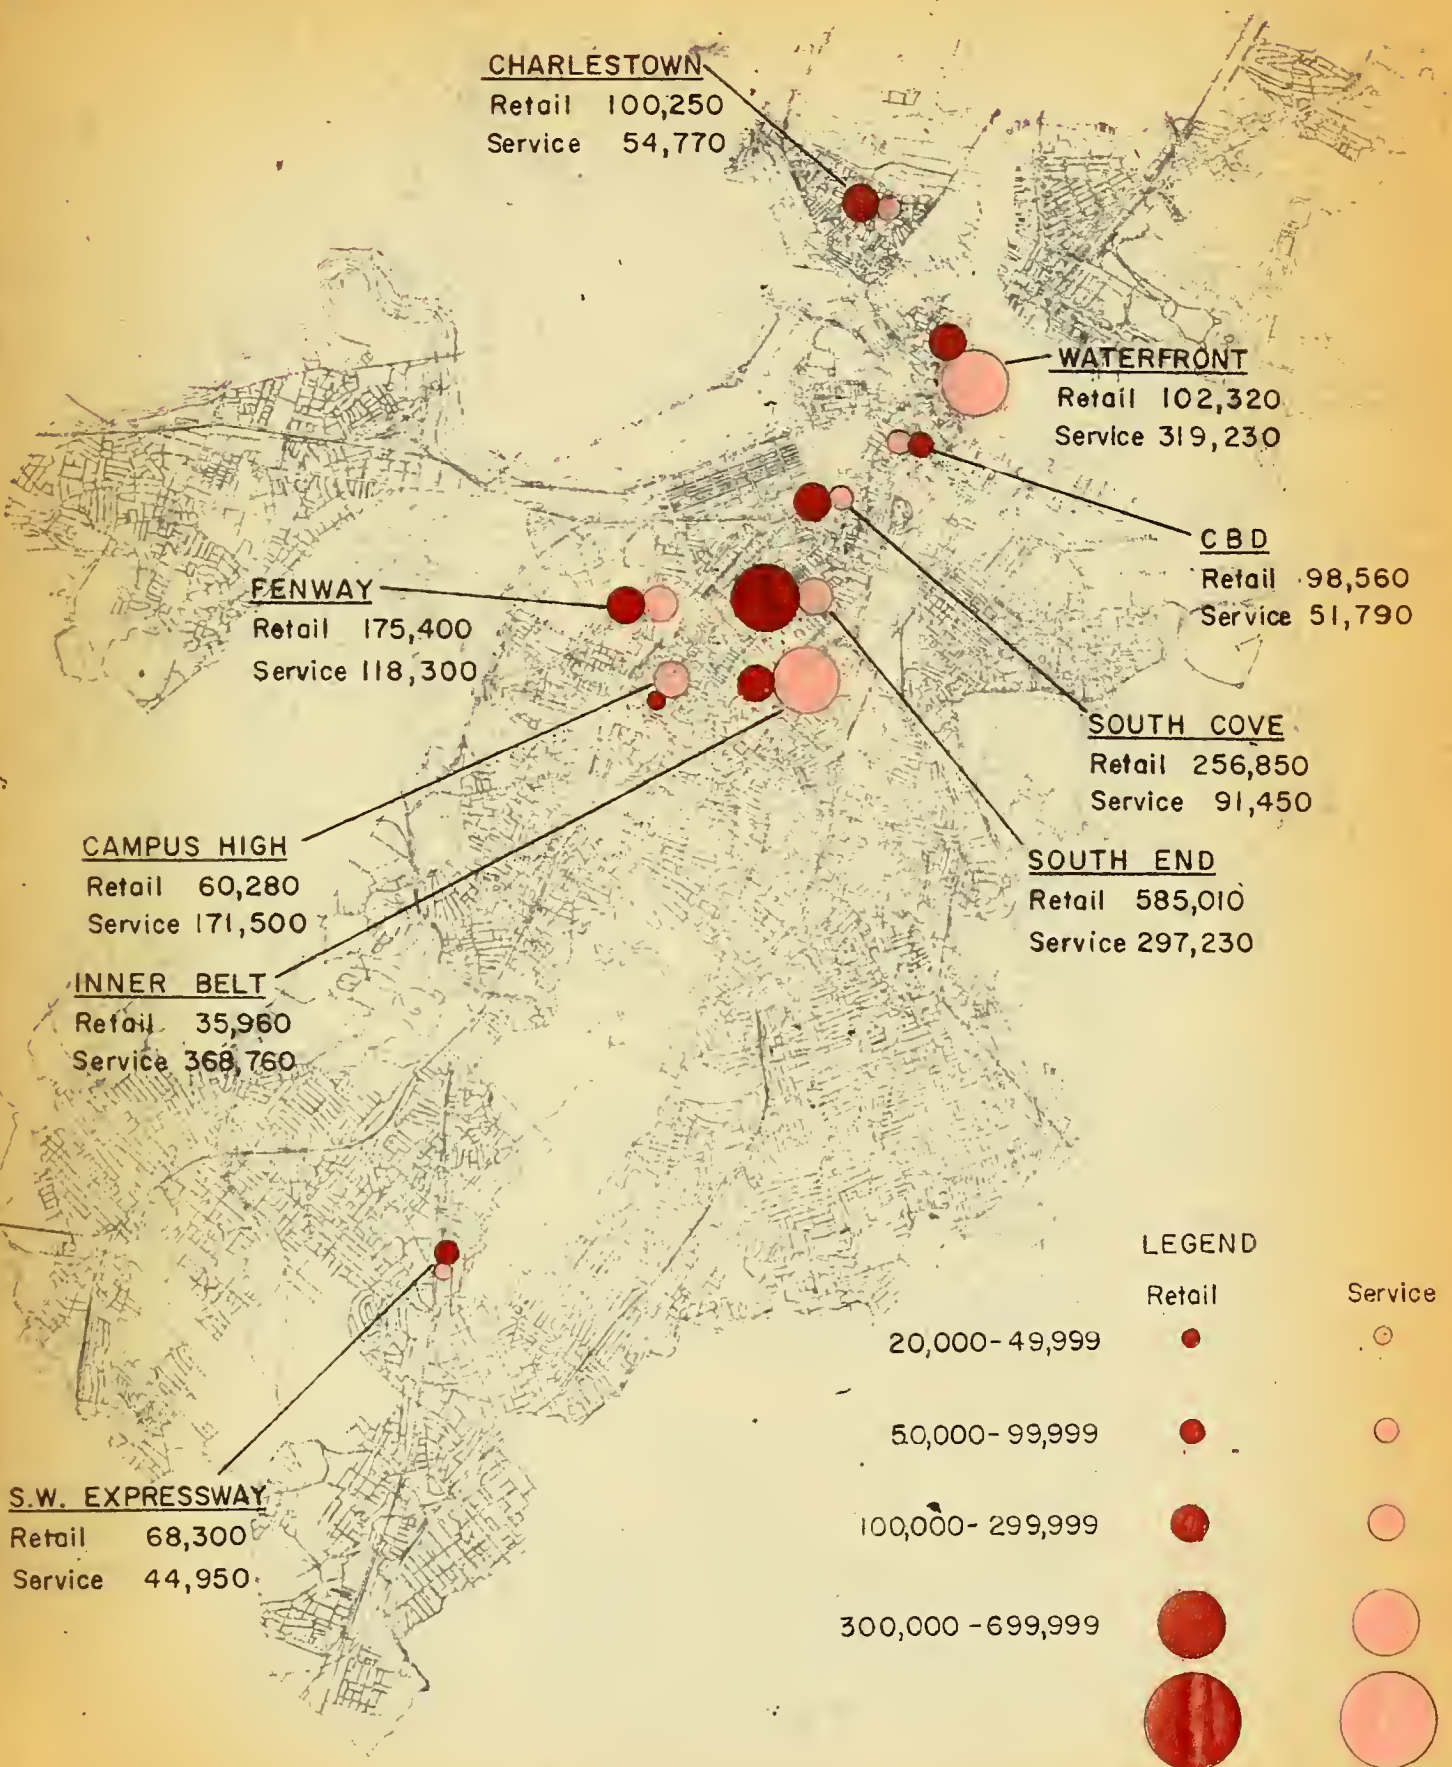 CHARLESTOWN
Retail 100,250
Service 54,770
WATERFRONT
Retail 102,320
Service 319,230
CBD
Retail 98,560
Service 51,790
FENWAY
Retail 175,400
Service 118,300
SOUTH COVE
Retail 256,850
Service 91,450
CAMPUS HIGH
Retail 60,280
Service 171,500
SOUTH END
Retail 585,010
Service 297,230
INNER BELT
Retail 35,960
Service 368,760
S.W. EXPRESSWAY
Retail 68,300
Service 44,950
LEGEND
Retail Service
20,000-49,999
50,000-99,999
100,000-299,999
300,000-699,999